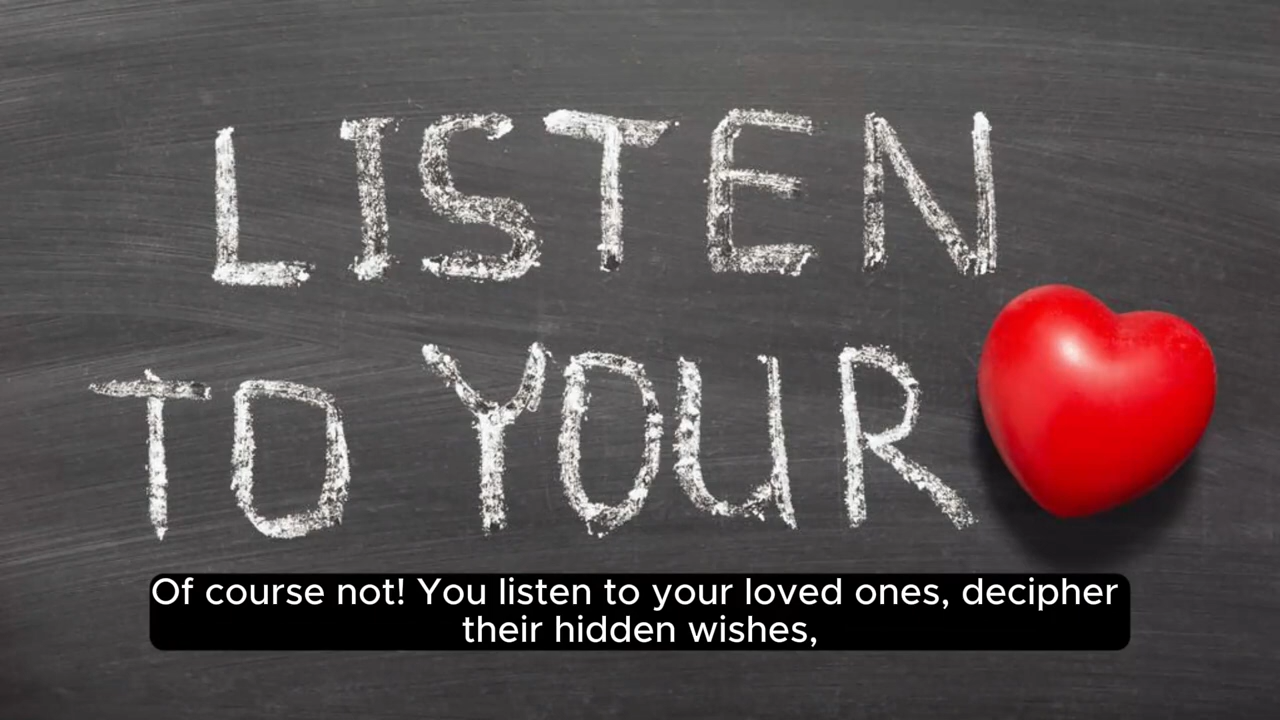 LISTEN
TO YOUR
Of course not! You listen to your loved ones, decipher
their hidden wishes,